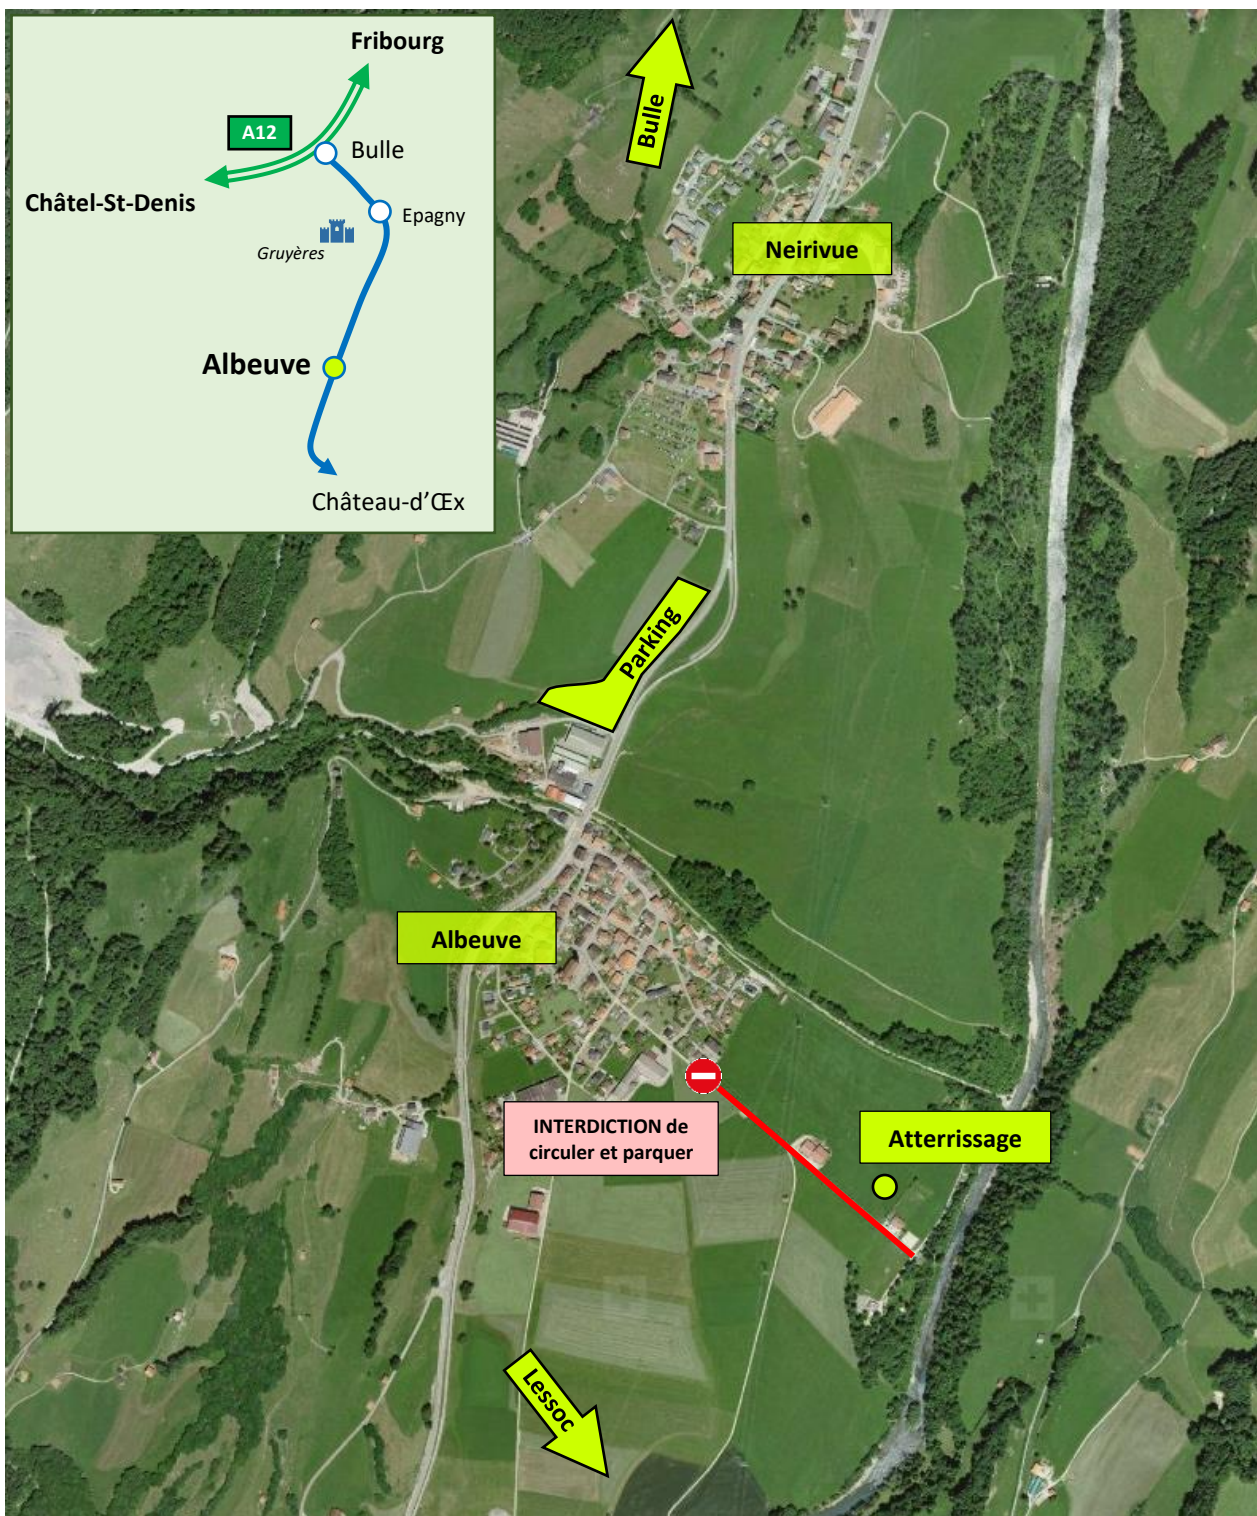 Fribourg
A12
Bulle
Châtel-St-Denis
Epagny
Gruyères
Albeuve
Château-d’Œx
Bulle
Neirivue
Parking
Albeuve
INTERDICTION de
circuler et parquer
Atterrissage
Lessoc